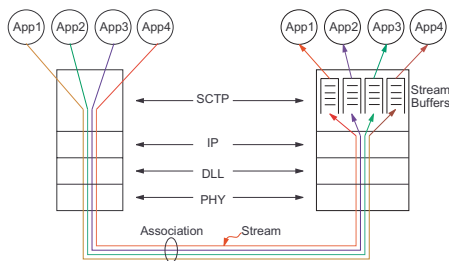 App1 App2 App3 App4 App1 App2 App3 App4
SCTP
Stream
Buffers
IP
DLL
PHY
Association Stream